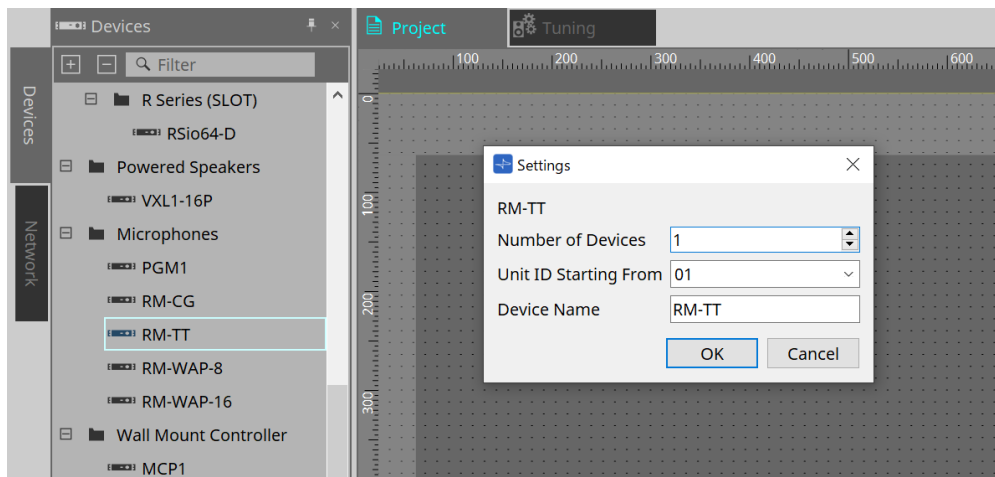 Devices
Project
Tuning
Filter
Devices
Network
R Series (SLOT)
RSio64-D
Powered Speakers
VXL1-16P
Microphones
PGM1
RM-CG
RM-TT
RM-WAP-8
RM-WAP-16
Wall Mount Controller
MCP1
100 200 300 400 500 600
0
100
200
300
Settings
RM-TT
Number of Devices 1
Unit ID Starting From 01
Device Name RM-TT
OK Cancel